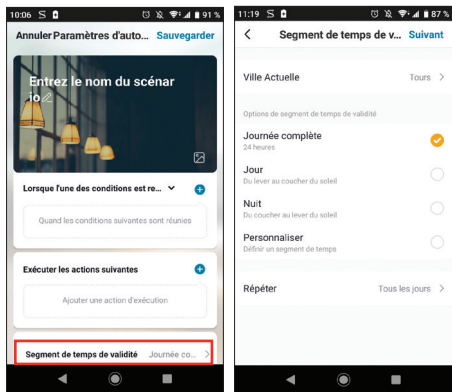 10:06 S 91 %
Annuler Paramètres d'auto... Sauvegarder
Entrez le nom du scénar
io
Lorsque l'une des conditions est re...
Quand les conditions suivantes sont réunies
Exécuter les actions suivantes
Ajouter une action d'exécution
Segment de temps de validité Journée co... >
11:19 S 87 %
< Segment de temps de v... Suivant
Ville Actuelle Tours >
Options de segment de temps de validité
Journée complète
24 heures
Jour
Du lever au coucher du soleil
Nuit
Du coucher au lever du soleil
Personnaliser
Définir un segment de temps
Répéter Tous les jours >